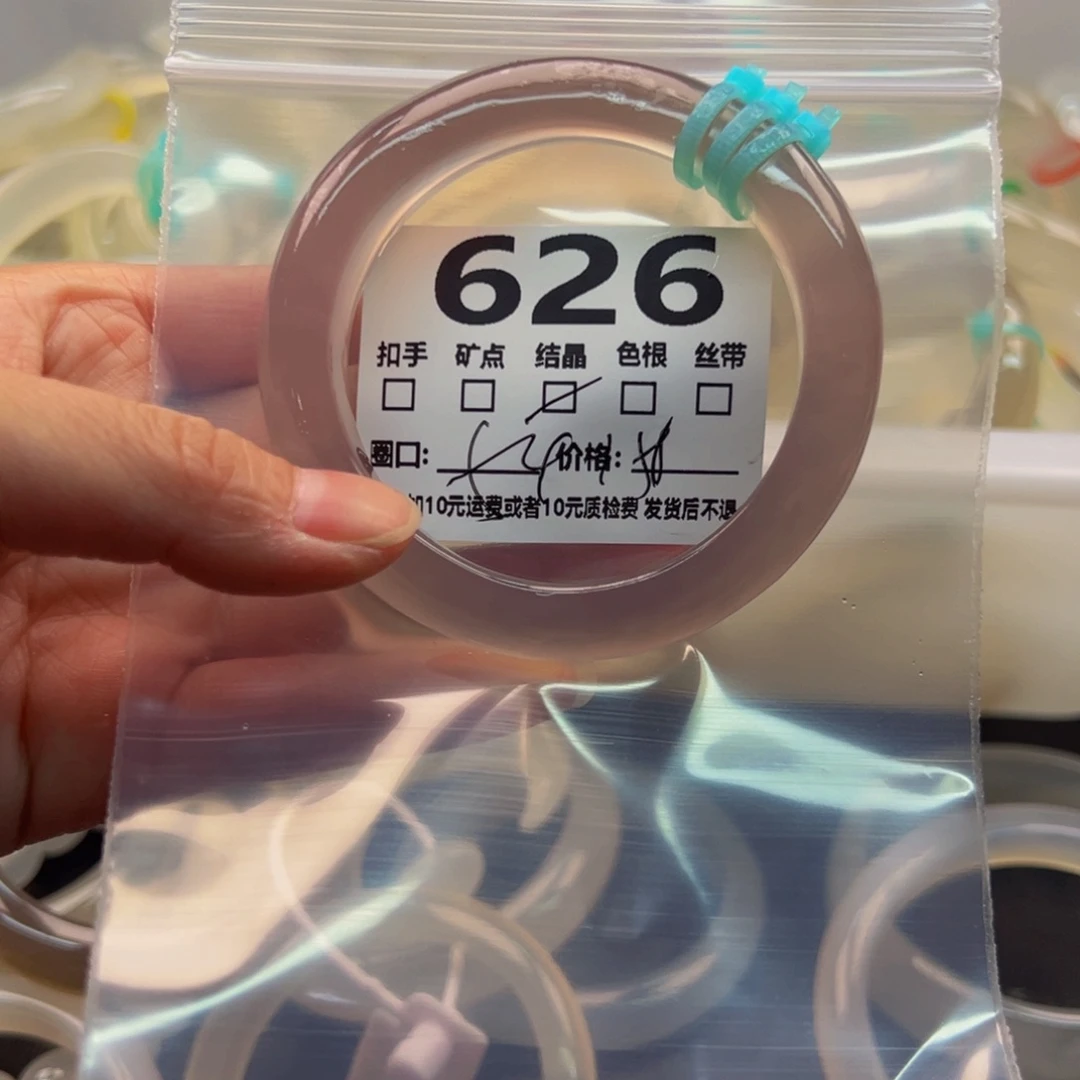 626
扣手 矿点 结晶 色根 丝带
圈口: 价格:
10元运费或者10元质检费 发货后不退